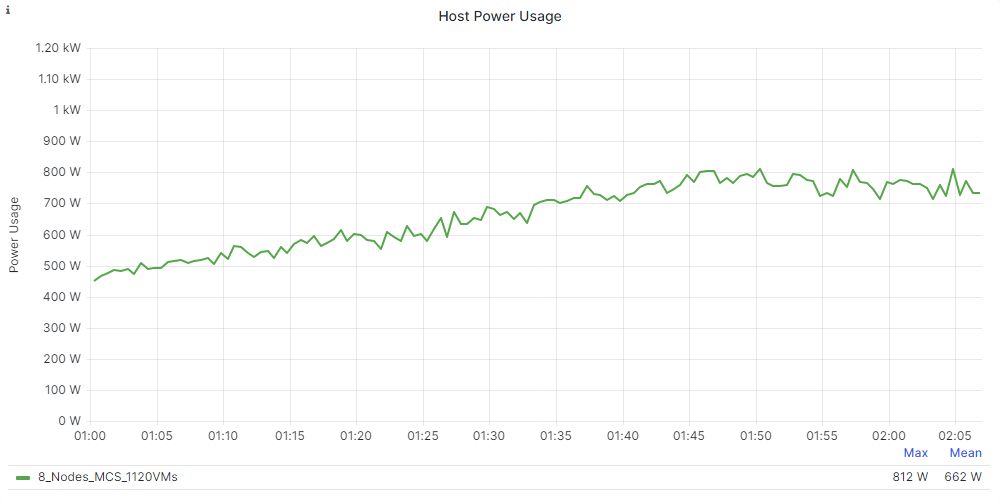 i
Host Power Usage
Power Usage
1.20 kW
1.10 kW
1 kW
900 W
800 W
700 W
600 W
500 W
400 W
300 W
200 W
100 W
0 W
01:00 01:05 01:10 01:15 01:20 01:25 01:30 01:35 01:40 01:45 01:50 01:55 02:00 02:05
Max Mean
8_Nodes_MCS_1120VMs 812 W 662 W